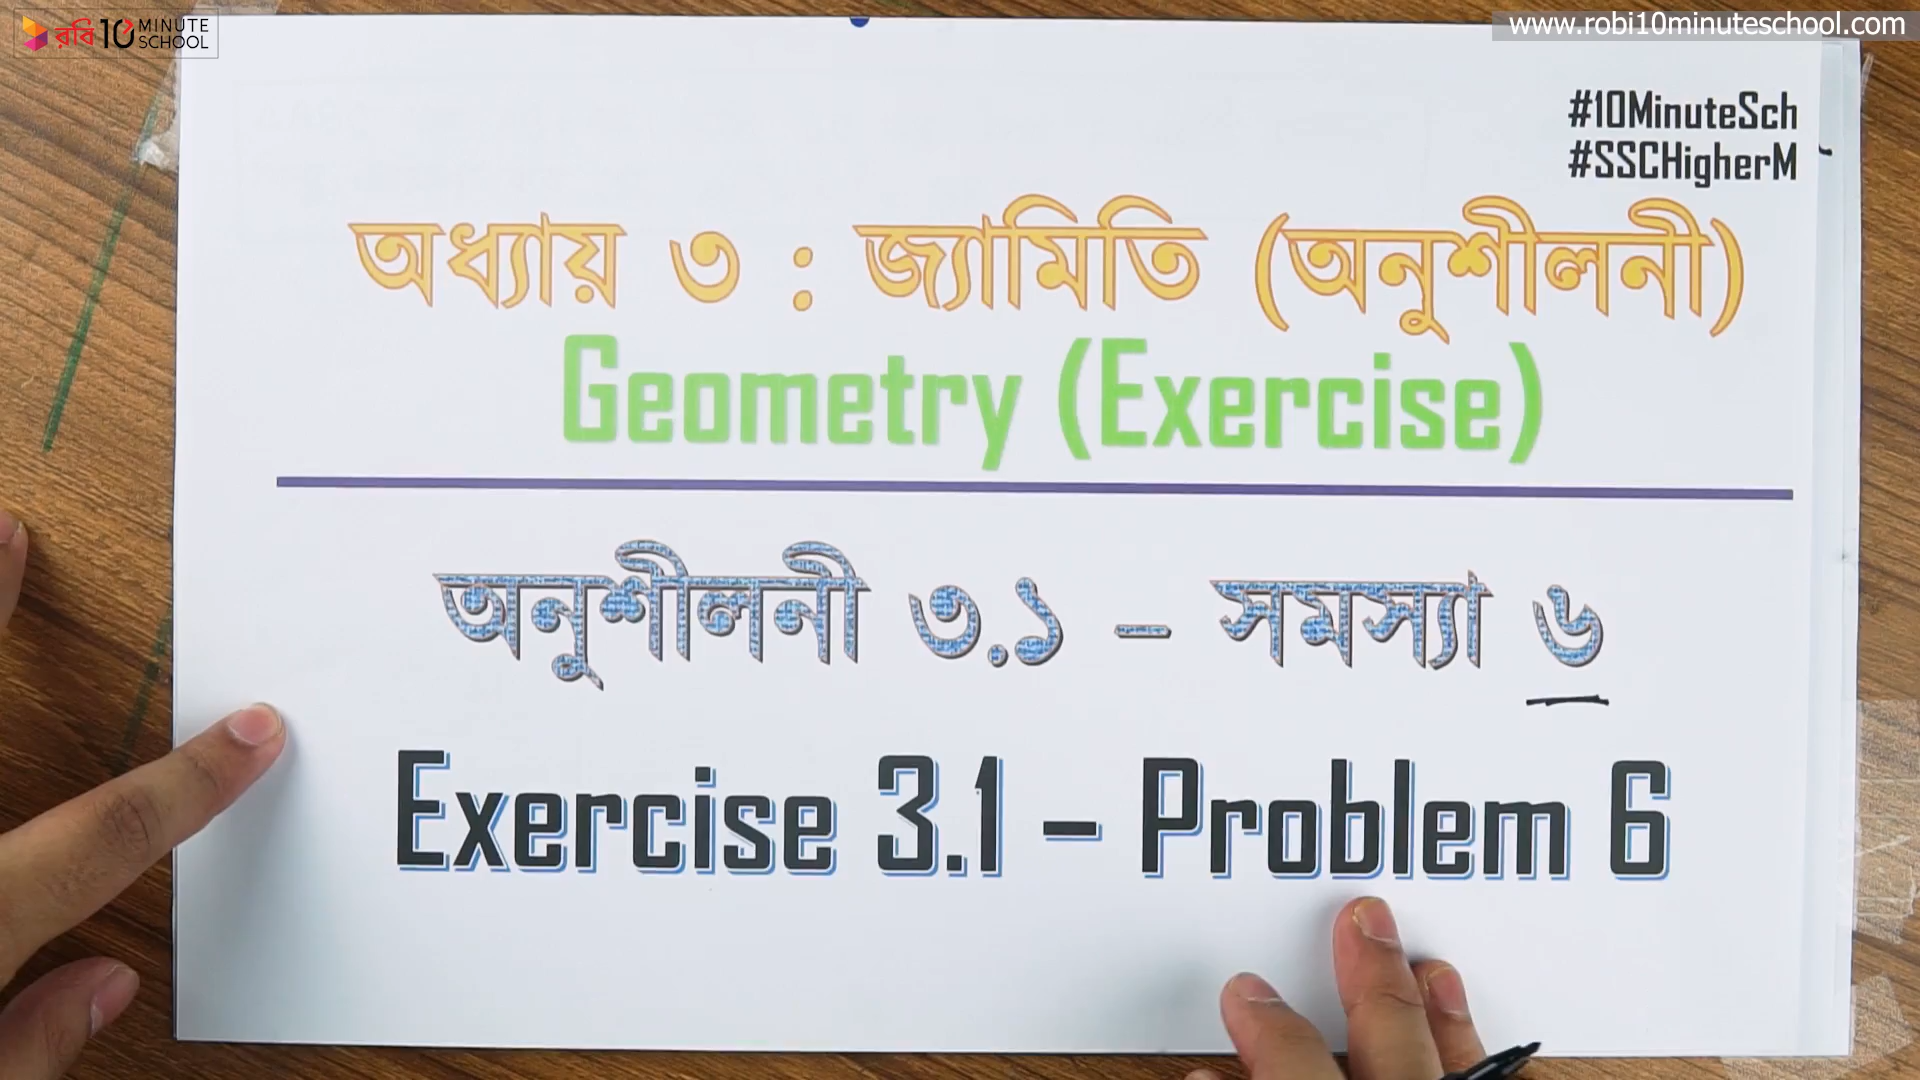 রবি 10 MINUTE SCHOOL
www.robi10minuteschool.com
#10MinuteSch
#SSCHigherM
অধ্যায় ৩ : জ্যামিতি (অনুশীলনী)
Geometry (Exercise)
অনুশীলনী ৩.১ – সমস্যা ৬
Exercise 3.1 – Problem 6